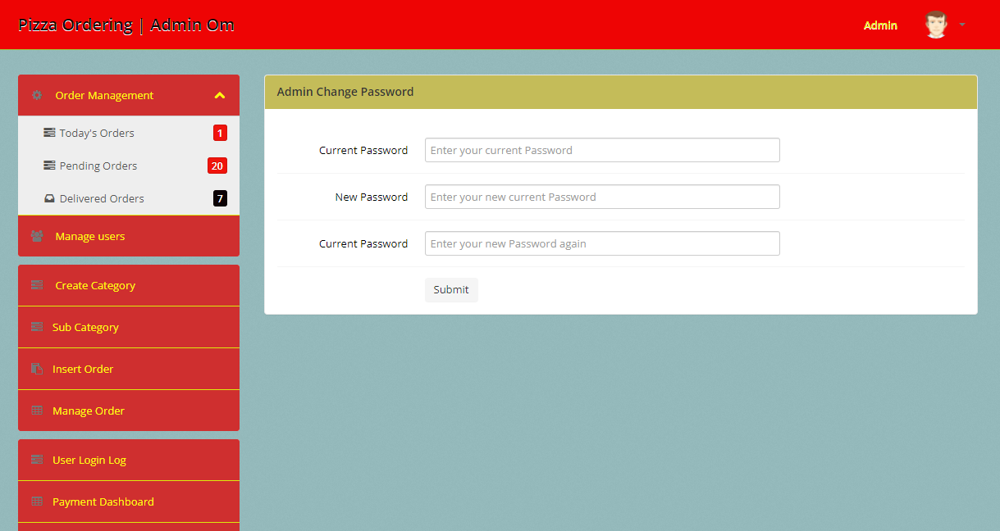 Pizza Ordering | Admin Om
Admin
Order Management
Today's Orders 1
Pending Orders 20
Delivered Orders 7
Manage users
Create Category
Sub Category
Insert Order
Manage Order
User Login Log
Payment Dashboard
Admin Change Password
Current Password Enter your current Password
New Password Enter your new current Password
Current Password Enter your new Password again
Submit